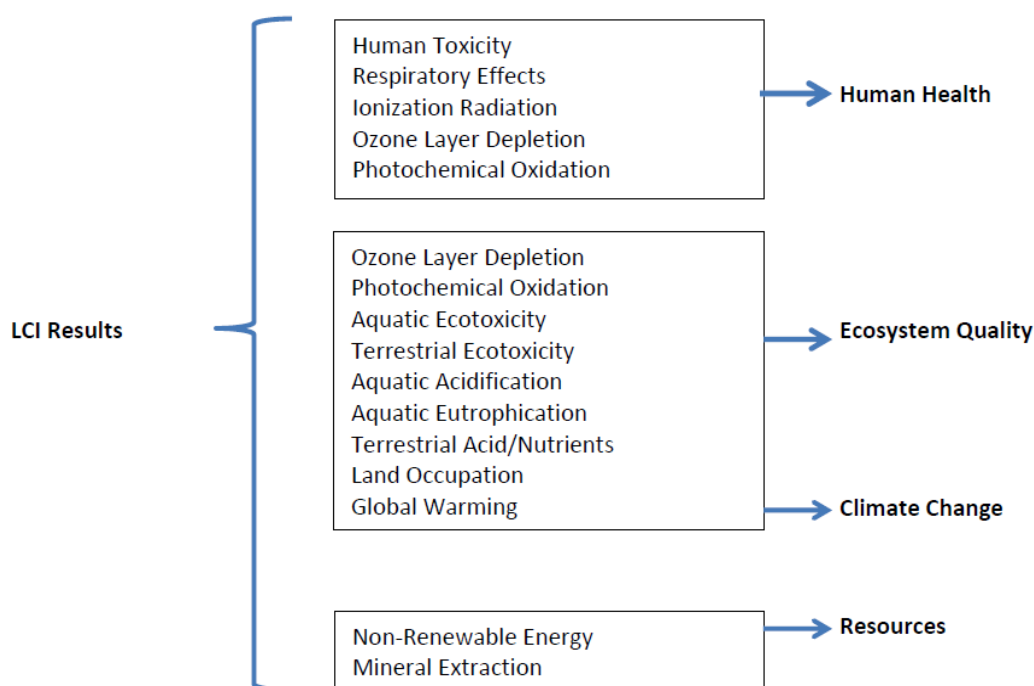 Human Toxicity
Respiratory Effects
Ionization Radiation
Ozone Layer Depletion
Photochemical Oxidation
Human Health
LCI Results
Ozone Layer Depletion
Photochemical Oxidation
Aquatic Ecotoxicity
Terrestrial Ecotoxicity
Aquatic Acidification
Aquatic Eutrophication
Terrestrial Acid/Nutrients
Land Occupation
Global Warming
Ecosystem Quality
Climate Change
Non-Renewable Energy
Mineral Extraction
Resources